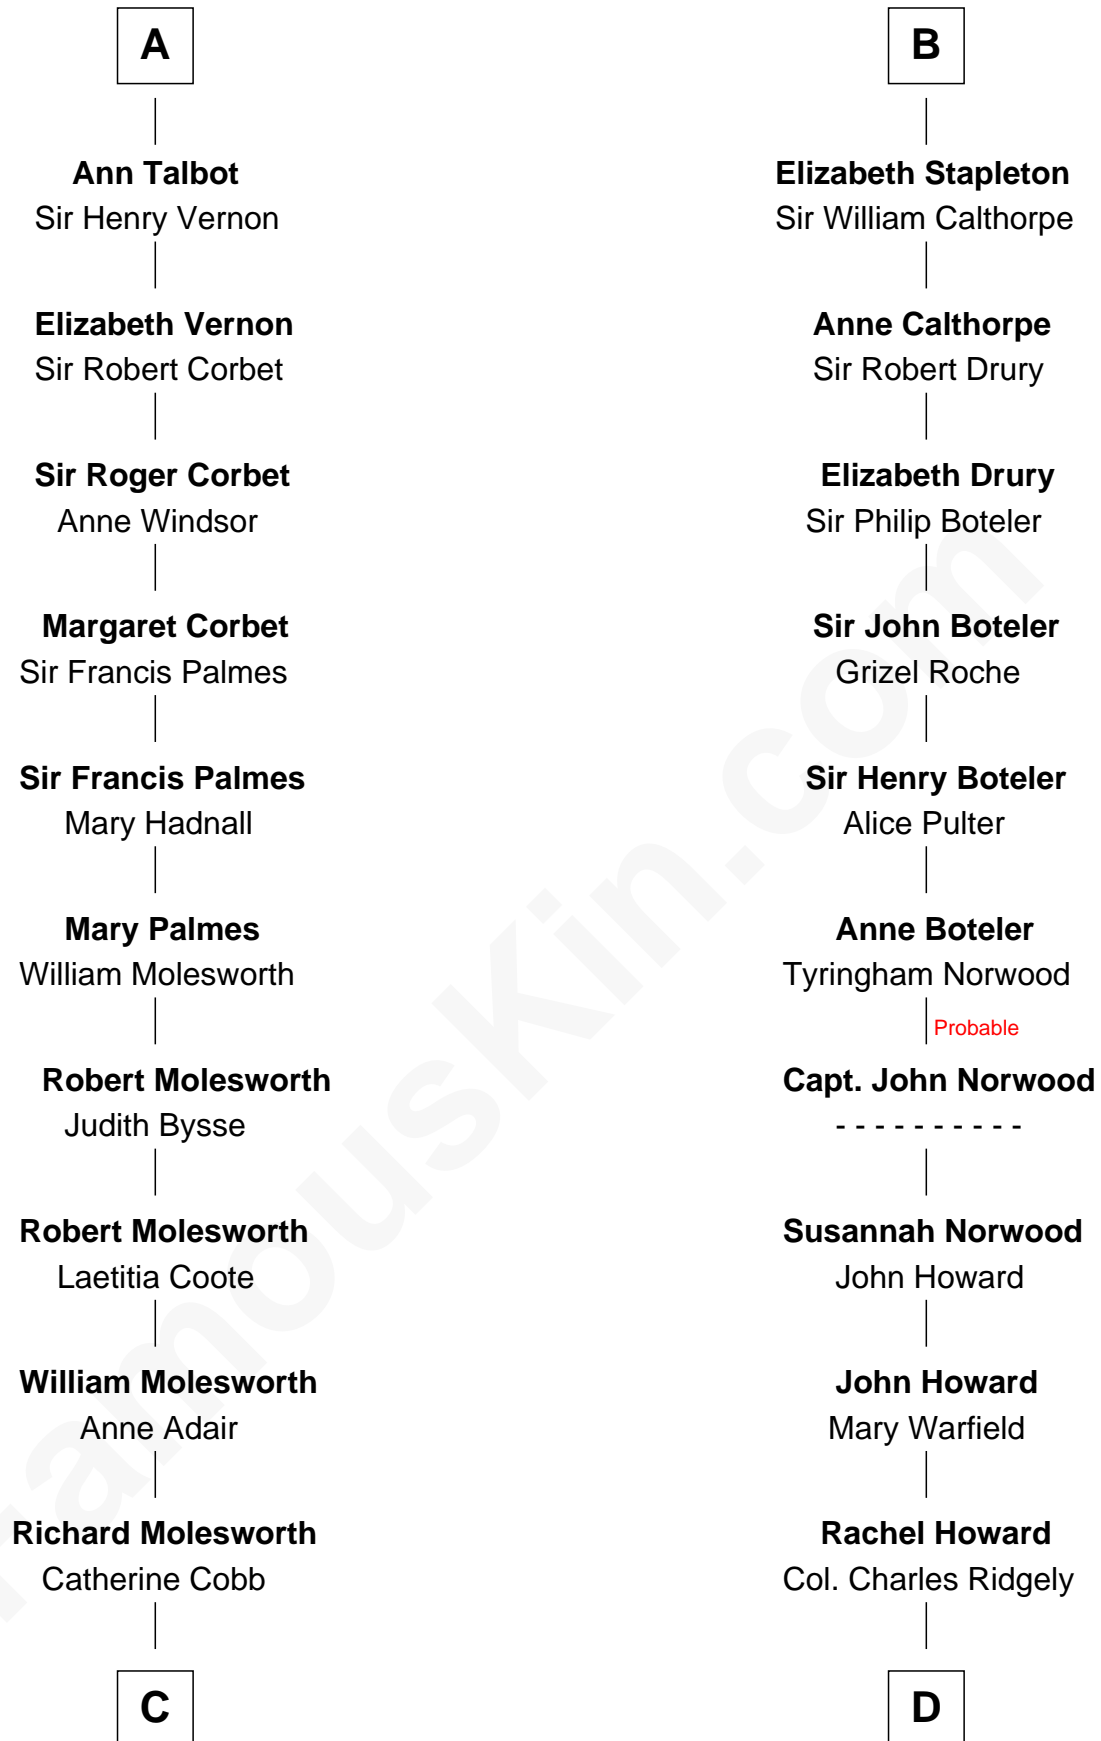 A
Ann Talbot
Sir Henry Vernon
Elizabeth Vernon
Sir Robert Corbet
Sir Roger Corbet
Anne Windsor
Margaret Corbet
Sir Francis Palmes
Sir Francis Palmes
Mary Hadnall
Mary Palmes
William Molesworth
Robert Molesworth
Judith Bysse
Robert Molesworth
Laetitia Coote
William Molesworth
Anne Adair
Richard Molesworth
Catherine Cobb
C
B
Elizabeth Stapleton
Sir William Calthorpe
Anne Calthorpe
Sir Robert Drury
Elizabeth Drury
Sir Philip Boteler
Sir John Boteler
Grizel Roche
Sir Henry Boteler
Alice Pulter
Anne Boteler
Tyringham Norwood
Probable
Capt. John Norwood
- - - - - - - - - -
Susannah Norwood
John Howard
John Howard
Mary Warfield
Rachel Howard
Col. Charles Ridgely
D
FamousKin.com